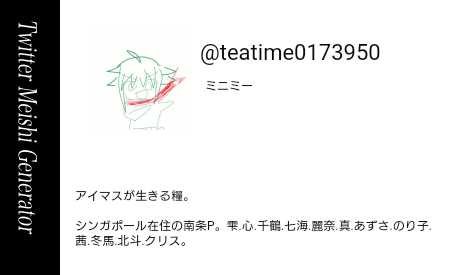 Twitter Meishi Generator
@teatime0173950
ミニミー
アイマスが生きる糧。
シンガポール在住の南条P。雫.心.千鶴.七海.麗奈.真.あずさ.のり子.
茜.冬馬.北斗.クリス。